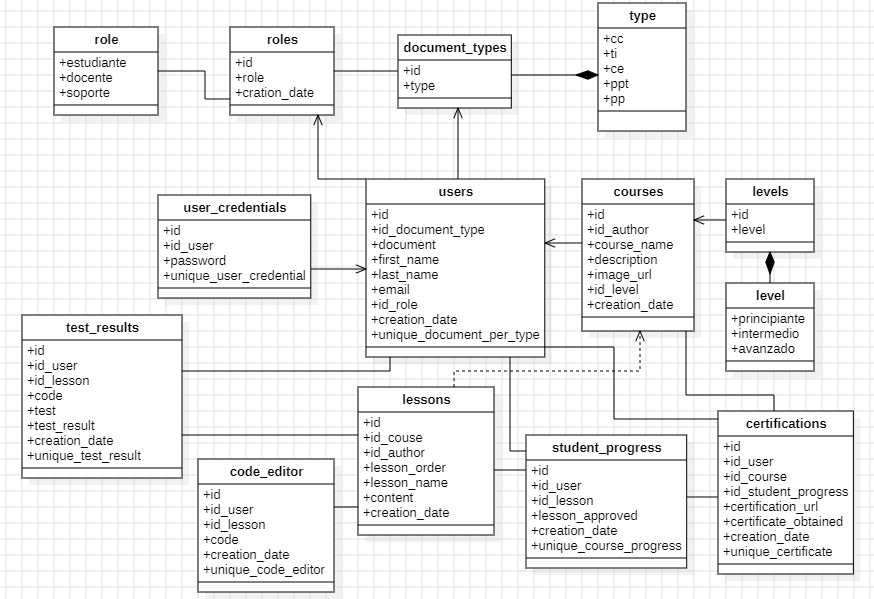 role
+estudiante
+docente
+soporte
roles
+id
+role
+cration_date
document_types
+id
+type
type
+cc
+ti
+ce
+ppt
+pp
user_credentials
+id
+id_user
+password
+unique_user_credential
users
+id
+id_document_type
+document
+first_name
+last_name
+email
+id_role
+creation_date
+unique_document_per_type
courses
+id
+id_author
+course_name
+description
+image_url
+id_level
+creation_date
levels
+id
+level
level
+principiante
+intermedio
+avanzado
test_results
+id
+id_user
+id_lesson
+code
+test
+test_result
+creation_date
+unique_test_result
code_editor
+id
+id_user
+id_lesson
+code
+creation_date
+unique_code_editor
lessons
+id
+id_couse
+id_author
+lesson_order
+lesson_name
+content
+creation_date
student_progress
+id
+id_user
+id_lesson
+lesson_approved
+creation_date
+unique_course_progress
certifications
+id
+id_user
+id_course
+id_student_progress
+certification_url
+certificate_obtained
+creation_date
+unique_certificate